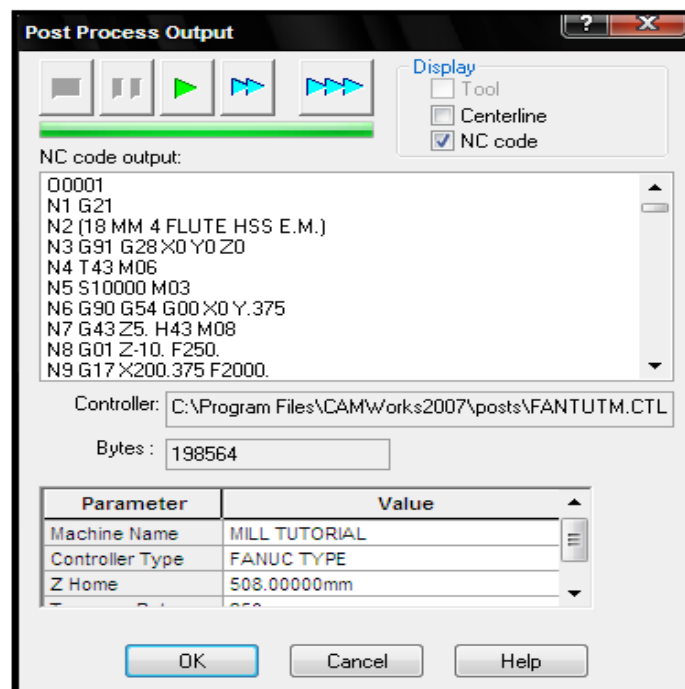 Post Process Output
?
Display
Tool
Centerline
NC code
NC code output:
O0001
N1 G21
N2 (18 MM 4 FLUTE HSS E.M.)
N3 G91 G28 X0 Y0 Z0
N4 T43 M06
N5 S10000 M03
N6 G90 G54 G00 X0 Y.375
N7 G43 Z5. H43 M08
N8 G01 Z-10. F250.
N9 G17 X200.375 F2000.
Controller: C:\Program Files\CAMWorks2007\posts\FANTUTM.CTL
Bytes : 198564
Parameter Value
Machine Name MILL TUTORIAL
Controller Type FANUC TYPE
Z Home 508.00000mm
OK Cancel Help